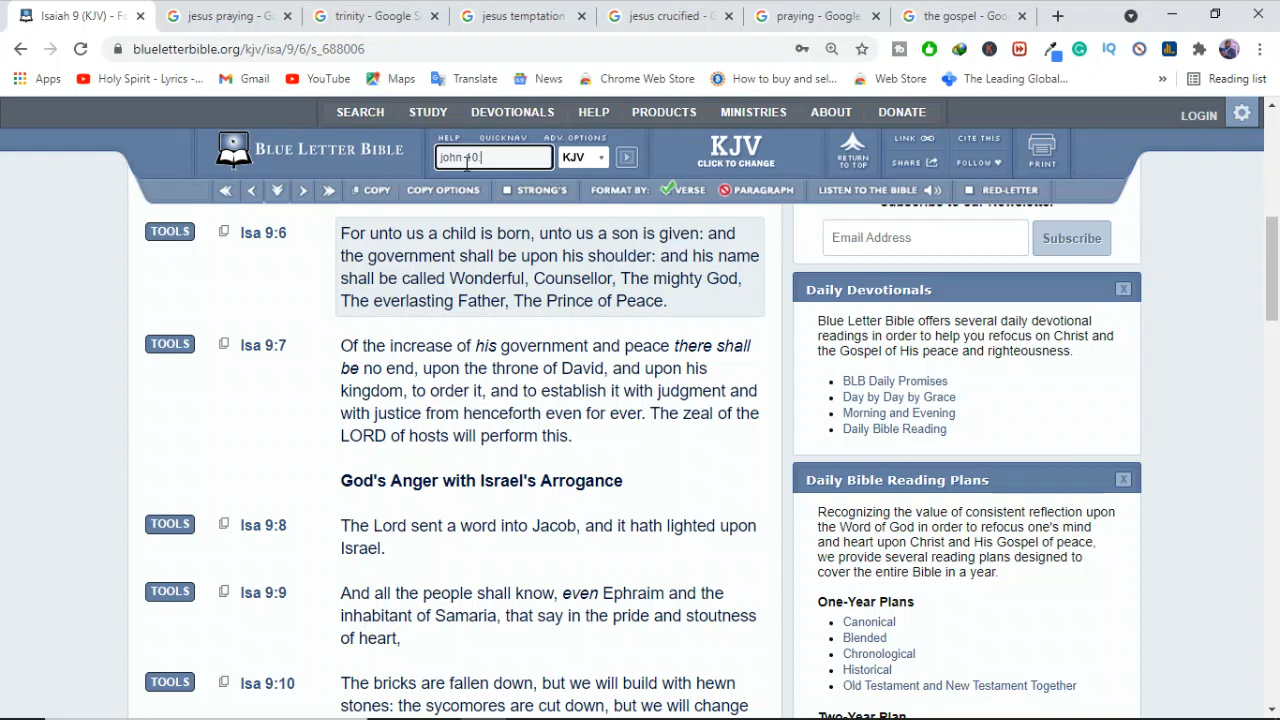 Isaiah 9 (KJV) - Fo
jesus praying - Go
trinity - Google S
jesus temptation
jesus crucified - G
praying - Google
the gospel - Goo
blueletterbible.org/kjv/isa/9/6/s_688006
Apps
Holy Spirit - Lyrics -...
Gmail
YouTube
Maps
Translate
News
Chrome Web Store
How to buy and sel...
Web Store
The Leading Global...
»
Reading list
SEARCH
STUDY
DEVOTIONALS
HELP
PRODUCTS
MINISTRIES
ABOUT
DONATE
LOGIN
BLUE LETTER BIBLE
HELP
QUICKNAV
ADV. OPTIONS
john 10:
KJV
KJV
CLICK TO CHANGE
RETURN
TO TOP
LINK
CITE THIS
SHARE
FOLLOW
PRINT
COPY
COPY OPTIONS
STRONG'S
FORMAT BY:
VERSE
PARAGRAPH
LISTEN TO THE BIBLE
RED-LETTER
TOOLS
Isa 9:6
For unto us a child is born, unto us a son is given: and
the government shall be upon his shoulder: and his name
shall be called Wonderful, Counsellor, The mighty God,
The everlasting Father, The Prince of Peace.
TOOLS
Isa 9:7
Of the increase of his government and peace there shall
be no end, upon the throne of David, and upon his
kingdom, to order it, and to establish it with judgment and
with justice from henceforth even for ever. The zeal of the
LORD of hosts will perform this.
God's Anger with Israel's Arrogance
TOOLS
Isa 9:8
The Lord sent a word into Jacob, and it hath lighted upon
Israel.
TOOLS
Isa 9:9
And all the people shall know, even Ephraim and the
inhabitant of Samaria, that say in the pride and stoutness
of heart,
TOOLS
Isa 9:10
The bricks are fallen down, but we will build with hewn
stones: the sycomores are cut down, but we will change
Email Address
Subscribe
Daily Devotionals
X
Blue Letter Bible offers several daily devotional
readings in order to help you refocus on Christ and
the Gospel of His peace and righteousness.
BLB Daily Promises
Day by Day by Grace
Morning and Evening
Daily Bible Reading
Daily Bible Reading Plans
X
Recognizing the value of consistent reflection upon
the Word of God in order to refocus one's mind
and heart upon Christ and His Gospel of peace,
we provide several reading plans designed to
cover the entire Bible in a year.
One-Year Plans
Canonical
Blended
Chronological
Historical
Old Testament and New Testament Together
Two-Year Plan